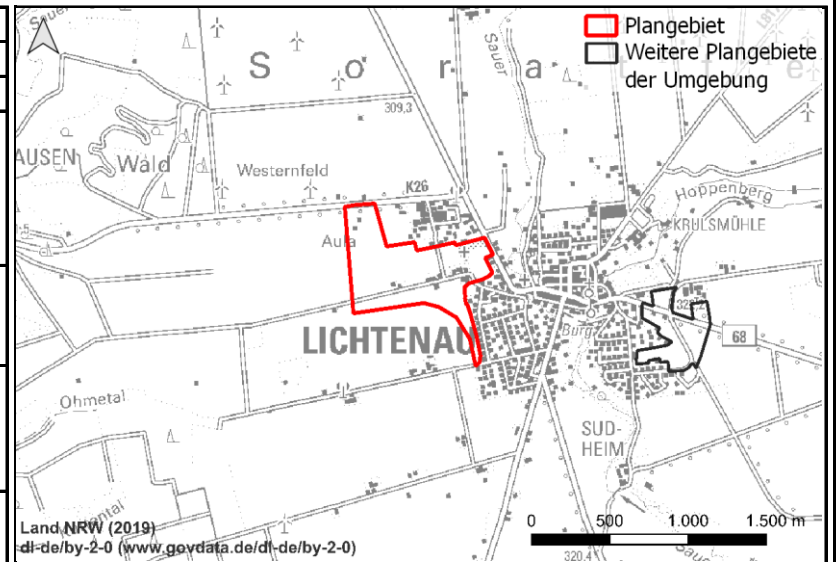 Plangebiet
Weitere Plangebiete
der Umgebung
Sauer
S o r a t f e
309,3
AUSEN
Wald
Westernfeld
K26
Hoppenberg
KRULSMÜHLE
Aula
LICHTENAU
Burg
68
Ohmetal
SUD-
HEIM
Land NRW (2019)
dl-de/by-2-0 (www.govdata.de/dl-de/by-2-0)
0 500 1.000 1.500 m
320,4